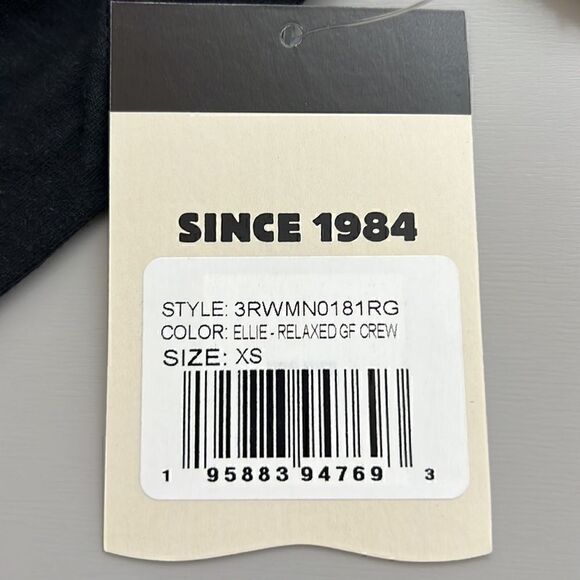 SINCE 1984
STYLE: 3RWMN0181RG
COLOR: ELLIE - RELAXED GF CREW
SIZE: XS
1 95883 94769 3